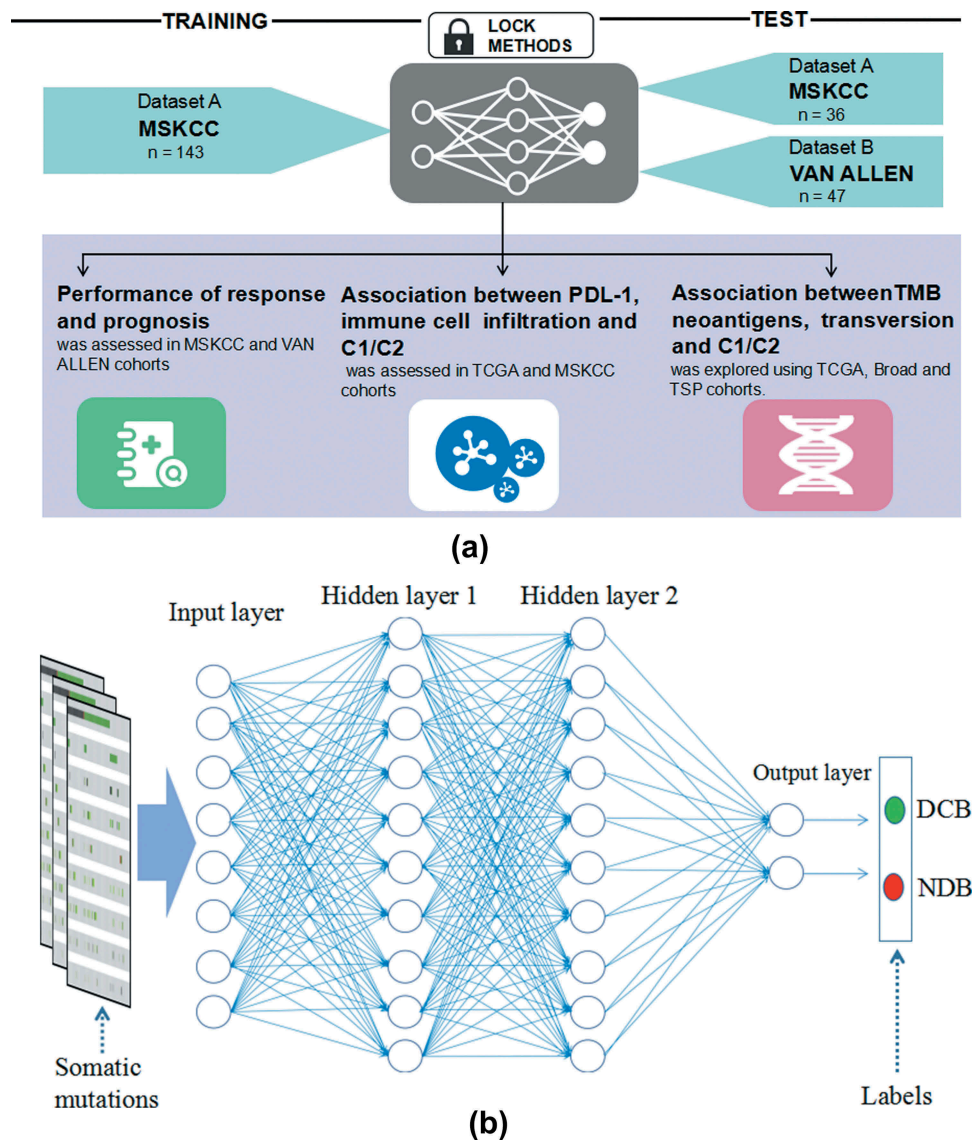 TRAINING
LOCK
METHODS
TEST
Dataset A
MSKCC
n = 143
Dataset A
MSKCC
n = 36
Dataset B
VAN ALLEN
n = 47
Performance of response
and prognosis
was assessed in MSKCC and VAN
ALLEN cohorts
Association between PDL-1,
immune cell infiltration and
C1/C2
was assessed in TCGA and MSKCC
cohorts
Association betweenTMB
neoantigens, transversion
and C1/C2
was explored using TCGA, Broad and
TSP cohorts.
(a)
Input layer
Hidden layer 1
Hidden layer 2
Output layer
DCB
NDB
Somatic
mutations
Labels
(b)